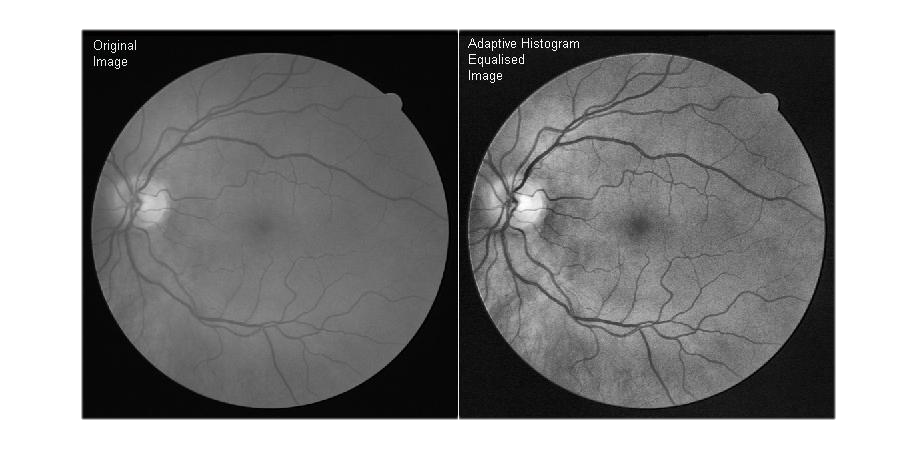 Original
Image
Adaptive Histogram
Equalised
Image